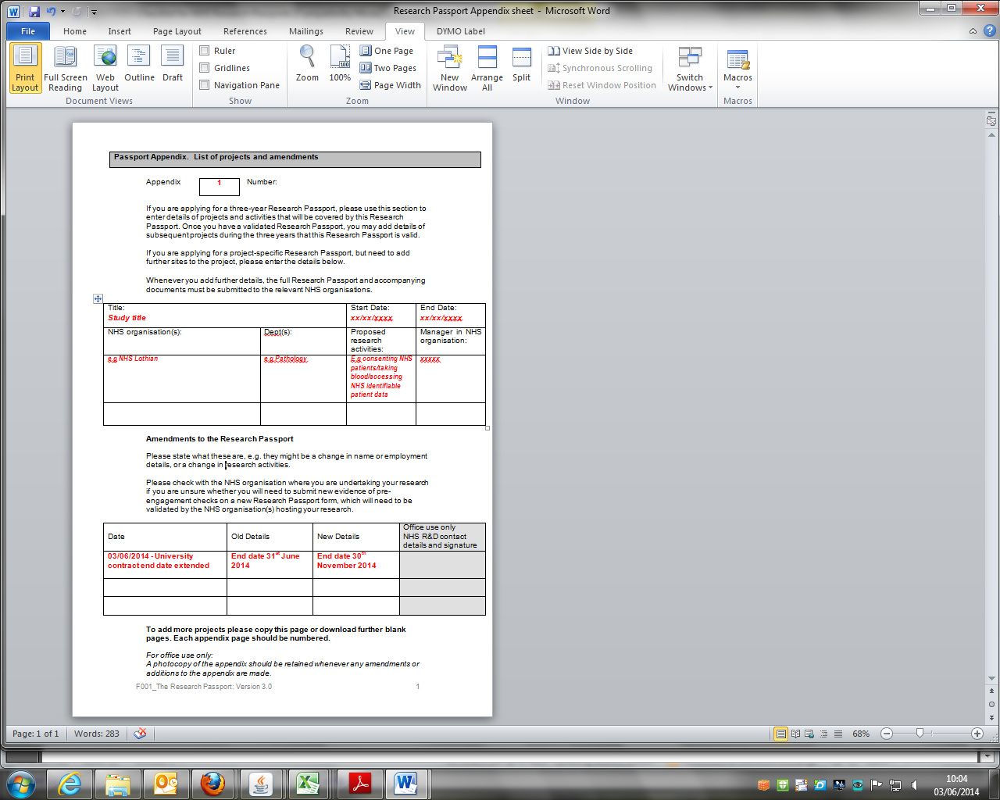 Research Passport Appendix sheet - Microsoft Word
File Home Insert Page Layout References Mailings Review View DYMO Label
Print Layout
Full Screen Reading
Web Layout
Outline
Draft
Document Views
Ruler
Gridlines
Navigation Pane
Show
Zoom
100%
One Page
Two Pages
Page Width
Zoom
New Window
Arrange All
Split
View Side by Side
Synchronous Scrolling
Reset Window Position
Window
Switch Windows
Macros
Macros
Passport Appendix. List of projects and amendments
Appendix 1 Number:
If you are applying for a three-year Research Passport, please use this section to
enter details of projects and activities that will be covered by this Research
Passport. Once you have a validated Research Passport, you may add details of
subsequent projects during the three years that this Research Passport is valid.
If you are applying for a project-specific Research Passport, but need to add
further sites to the project, please enter the details below.
Whenever you add further details, the full Research Passport and accompanying
documents must be submitted to the relevant NHS organisations.
Title:
Study title
Start Date:
xx/xx/xxxx
End Date:
xx/xx/xxxx
NHS organisation(s):
Dept(s):
Proposed
research
activities:
Manager in NHS
organisation:
e.g NHS Lothian
e.g Pathology
E.g consenting NHS
patients/taking
blood/accessing
NHS identifiable
patient data
xxxxx
Amendments to the Research Passport
Please state what these are, e.g. they might be a change in name or employment
details, or a change in research activities.
Please check with the NHS organisation where you are undertaking your research
if you are unsure whether you will need to submit new evidence of pre-
engagement checks on a new Research Passport form, which will need to be
validated by the NHS organisation(s) hosting your research.
Date
Old Details
New Details
Office use only
NHS R&D contact
details and signature
03/06/2014 - University
contract end date extended
End date 31st June
2014
End date 30th
November 2014
To add more projects please copy this page or download further blank
pages. Each appendix page should be numbered.
For office use only:
A photocopy of the appendix should be retained whenever any amendments or
additions to the appendix are made.
F001_The Research Passport: Version 3.0 1
Page: 1 of 1 Words: 283 68%
10:04
03/06/2014